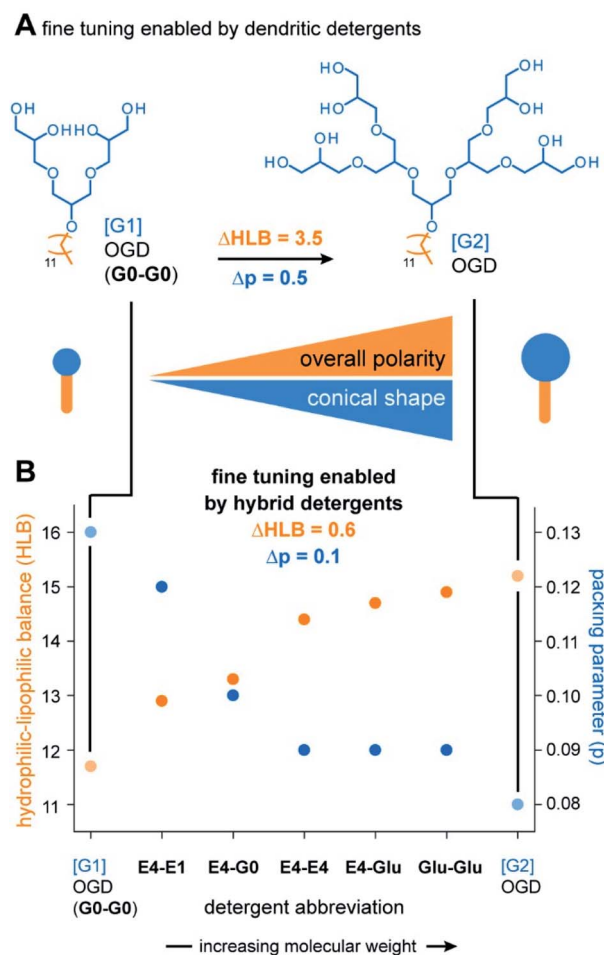 A fine tuning enabled by dendritic detergents
HO
OH
OH
HO
HO
OH
OH
OH
OH
HO
OH
OH
HO
OH
O
O
O
O
O
O
O
O
O
O
11
[G1]
OGD
(G0-G0)
ΔHLB = 3.5
Δp = 0.5
11
[G2]
OGD
overall polarity
conical shape
B
fine tuning enabled
by hybrid detergents
ΔHLB = 0.6
Δp = 0.1
hydrophilic-lipophilic balance (HLB)
16
15
14
13
12
11
0.13
0.12
0.11
0.10
0.09
0.08
packing parameter (p)
[G1]
OGD
(G0-G0)
E4-E1
E4-G0
E4-E4
E4-Glu
Glu-Glu
[G2]
OGD
detergent abbreviation
increasing molecular weight